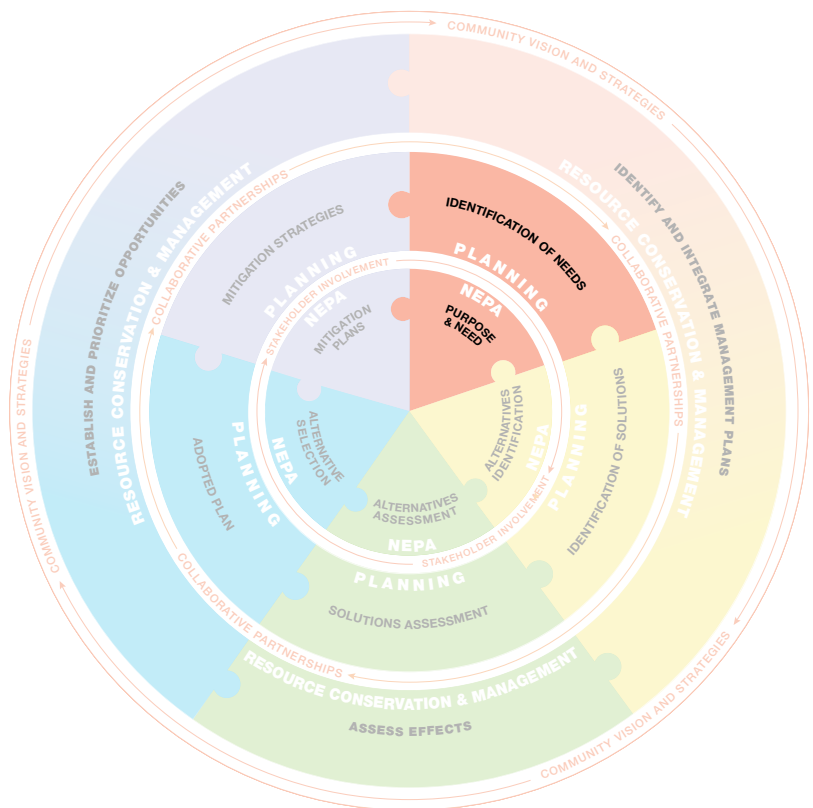 COMMUNITY VISION AND STRATEGIES
RESOURCE CONSERVATION & MANAGEMENT
IDENTIFY AND INTEGRATE MANAGEMENT PLANS
COLLABORATIVE PARTNERSHIPS
IDENTIFICATION OF NEEDS
PLANNING
NEPA
PURPOSE
& NEED
ALTERNATIVES
IDENTIFICATION
NEPA
PLANNING
IDENTIFICATION OF SOLUTIONS
STAKEHOLDER INVOLVEMENT
COMMUNITY VISION AND STRATEGIES
ALTERNATIVES
ASSESSMENT
NEPA
PLANNING
SOLUTIONS ASSESSMENT
COLLABORATIVE PARTNERSHIPS
RESOURCE CONSERVATION & MANAGEMENT
ASSESS EFFECTS
ALTERNATIVE
SELECTION
NEPA
PLANNING
ADOPTED PLAN
COMMUNITY VISION AND STRATEGIES
ESTABLISH AND PRIORITIZE OPPORTUNITIES
RESOURCE CONSERVATION & MANAGEMENT
COLLABORATIVE PARTNERSHIPS
MITIGATION STRATEGIES
PLANNING
STAKEHOLDER INVOLVEMENT
NEPA
MITIGATION
PLANS